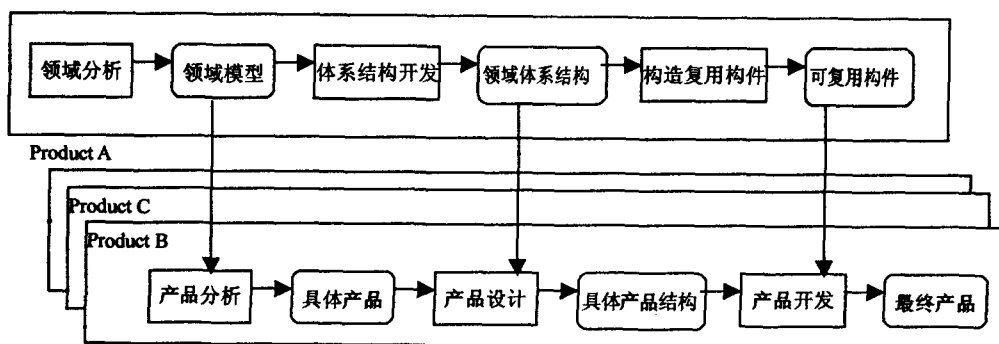 领域分析
领域模型
体系结构开发
领域体系结构
构造复用构件
可复用构件
Product A
Product C
Product B
产品分析
具体产品
产品设计
具体产品结构
产品开发
最终产品